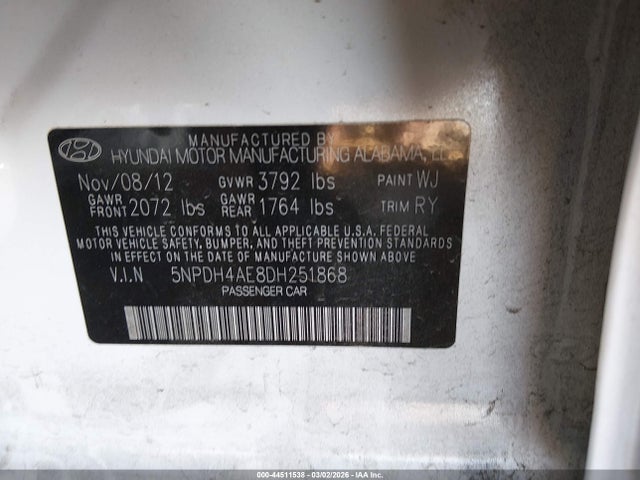 MANUFACTURED BY
HYUNDAI MOTOR MANUFACTURING ALABAMA, LLC
Nov/08/12 GVWR 3792 lbs PAINT WJ
GAWR FRONT 2072 lbs GAWR REAR 1764 lbs TRIM RY
THIS VEHICLE CONFORMS TO ALL APPLICABLE U.S.A. FEDERAL
MOTOR VEHICLE SAFETY, BUMPER, AND THEFT PREVENTION
STANDARDS IN EFFECT ON THE DATE OF MANUFACTURE SHOWN ABOVE
V.I.N 5NPDH4AE8DH251868
PASSENGER CAR
000-44511538 - 03/02/2026 - IAA Inc.